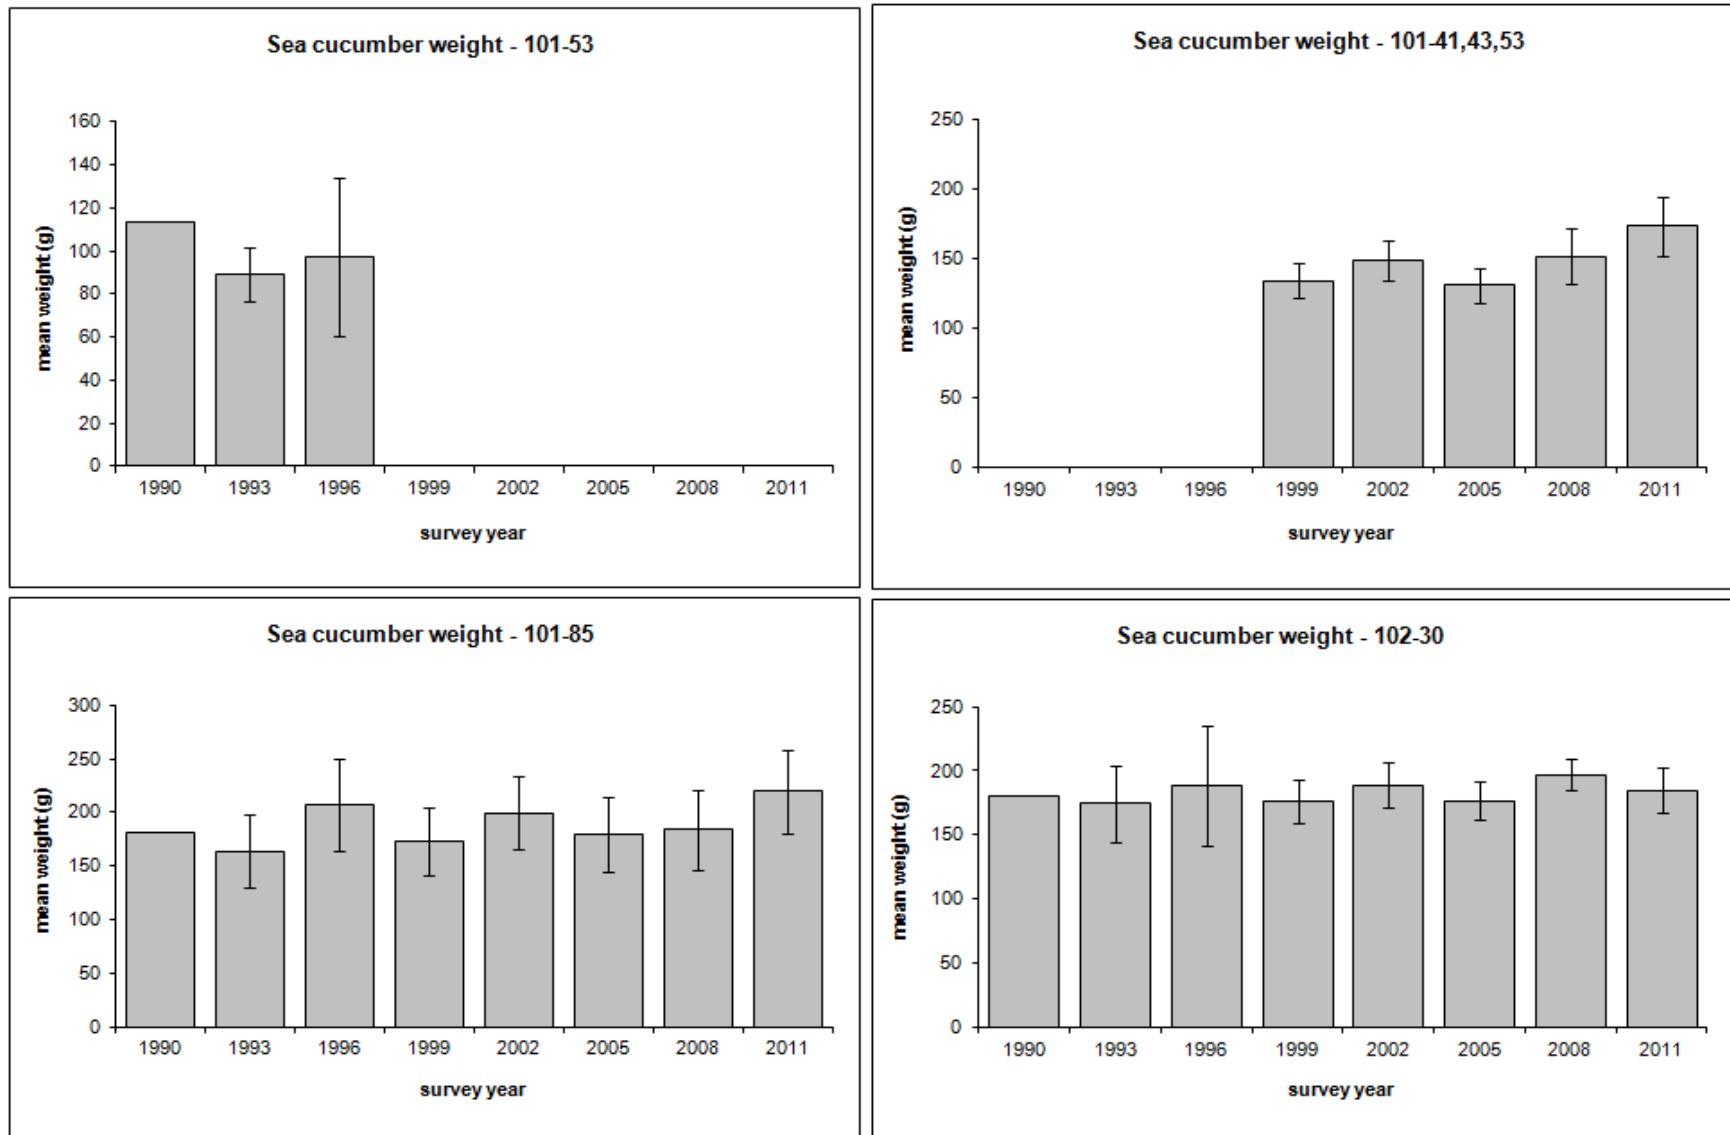 Sea cucumber weight - 101-53
160
140
120
100
80
60
40
20
0
mean weight (g)
1990 1993 1996 1999 2002 2005 2008 2011
survey year
Sea cucumber weight - 101-41,43,53
250
200
150
100
50
0
mean weight (g)
1990 1993 1996 1999 2002 2005 2008 2011
survey year
Sea cucumber weight - 101-85
300
250
200
150
100
50
0
mean weight (g)
1990 1993 1996 1999 2002 2005 2008 2011
survey year
Sea cucumber weight - 102-30
250
200
150
100
50
0
mean weight (g)
1990 1993 1996 1999 2002 2005 2008 2011
survey year